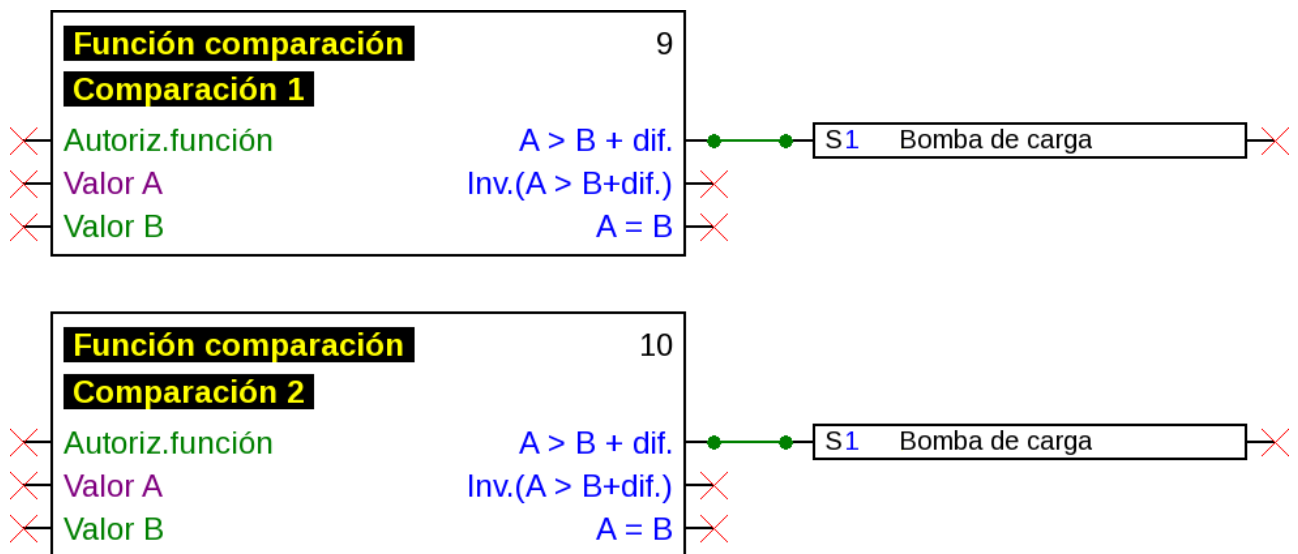 Función comparación 9
Comparación 1
Autoriz.función A > B + dif. S1 Bomba de carga
Valor A Inv.(A > B+dif.)
Valor B A = B
Función comparación 10
Comparación 2
Autoriz.función A > B + dif. S1 Bomba de carga
Valor A Inv.(A > B+dif.)
Valor B A = B